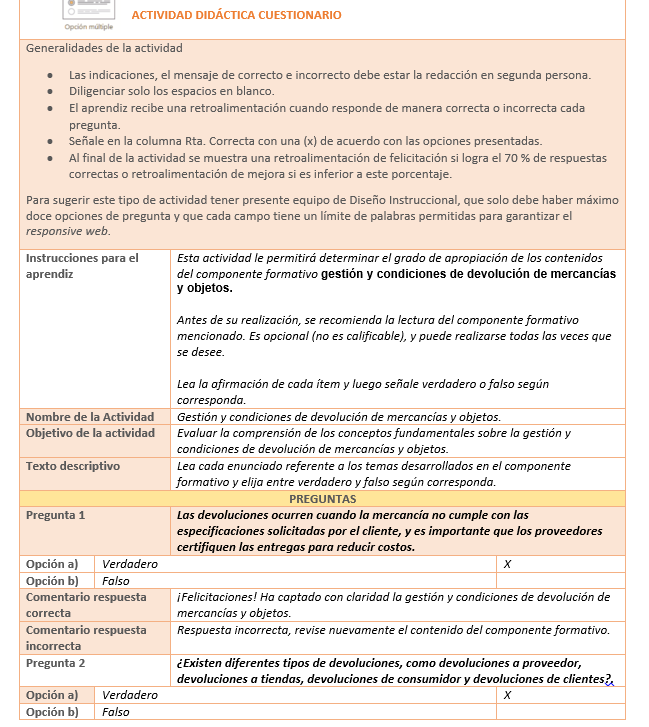 ACTIVIDAD DIDÁCTICA CUESTIONARIO
Opción múltiple
Generalidades de la actividad
● Las indicaciones, el mensaje de correcto e incorrecto debe estar la redacción en segunda persona.
● Diligenciar solo los espacios en blanco.
● El aprendiz recibe una retroalimentación cuando responde de manera correcta o incorrecta cada
pregunta.
● Señale en la columna Rta. Correcta con una (x) de acuerdo con las opciones presentadas.
● Al final de la actividad se muestra una retroalimentación de felicitación si logra el 70 % de respuestas
correctas o retroalimentación de mejora si es inferior a este porcentaje.
Para sugerir este tipo de actividad tener presente equipo de Diseño Instruccional, que solo debe haber máximo
doce opciones de pregunta y que cada campo tiene un límite de palabras permitidas para garantizar el
responsive web.
Instrucciones para el
aprendiz
Esta actividad le permitirá determinar el grado de apropiación de los contenidos
del componente formativo gestión y condiciones de devolución de mercancías
y objetos.
Antes de su realización, se recomienda la lectura del componente formativo
mencionado. Es opcional (no es calificable), y puede realizarse todas las veces que
se desee.
Lea la afirmación de cada ítem y luego señale verdadero o falso según
corresponda.
Nombre de la Actividad
Gestión y condiciones de devolución de mercancías y objetos.
Objetivo de la actividad
Evaluar la comprensión de los conceptos fundamentales sobre la gestión y
condiciones de devolución de mercancías y objetos.
Texto descriptivo
Lea cada enunciado referente a los temas desarrollados en el componente
formativo y elija entre verdadero y falso según corresponda.
PREGUNTAS
Pregunta 1
Las devoluciones ocurren cuando la mercancía no cumple con las
especificaciones solicitadas por el cliente, y es importante que los proveedores
certifiquen las entregas para reducir costos.
Opción a) Verdadero X
Opción b) Falso
Comentario respuesta
correcta
¡Felicitaciones! Ha captado con claridad la gestión y condiciones de devolución de
mercancías y objetos.
Comentario respuesta
incorrecta
Respuesta incorrecta, revise nuevamente el contenido del componente formativo.
Pregunta 2
¿Existen diferentes tipos de devoluciones, como devoluciones a proveedor,
devoluciones a tiendas, devoluciones de consumidor y devoluciones de clientes?.
Opción a) Verdadero X
Opción b) Falso